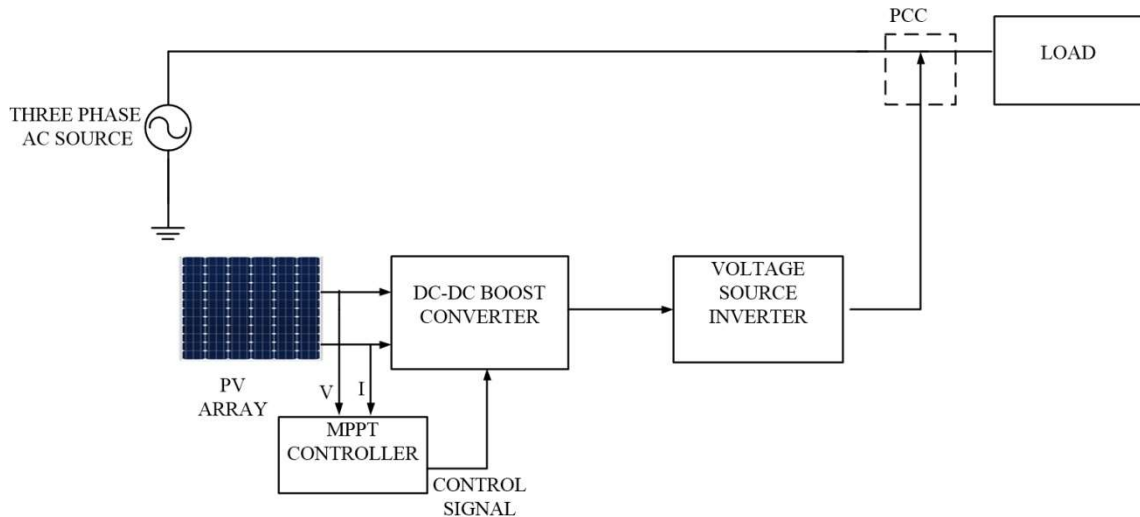 PCC
LOAD
THREE PHASE
AC SOURCE
VOLTAGE
SOURCE
INVERTER
DC-DC BOOST
CONVERTER
PV
ARRAY
V
I
MPPT
CONTROLLER
CONTROL
SIGNAL